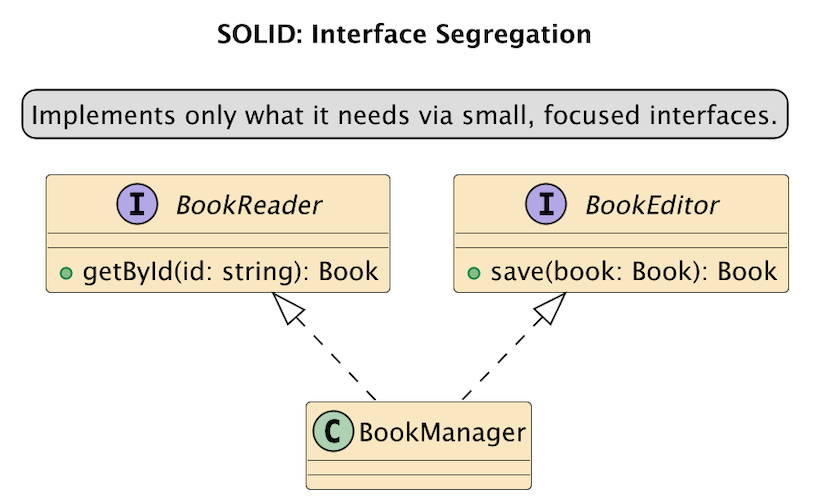 SOLID: Interface Segregation
Implements only what it needs via small, focused interfaces.
I BookReader
getById(id: string): Book
I BookEditor
save(book: Book): Book
C BookManager